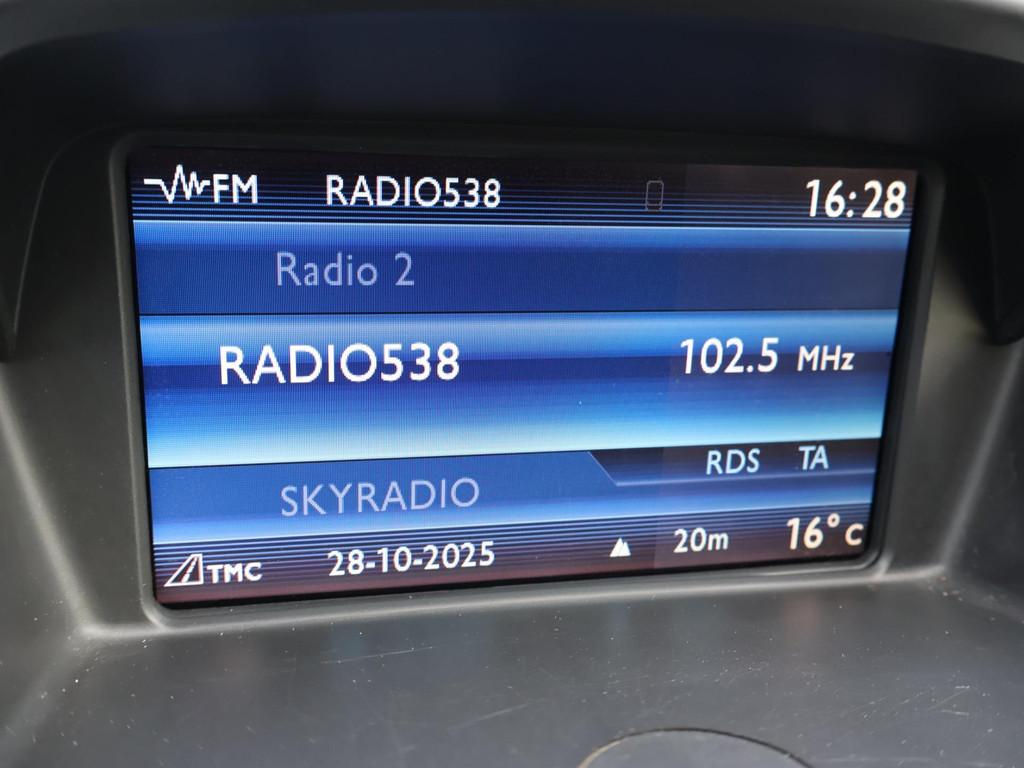 FM RADIO538 16:28
Radio 2
RADIO538 102.5 MHz
RDS TA
SKYRADIO
TMC 28-10-2025 20m 16°C